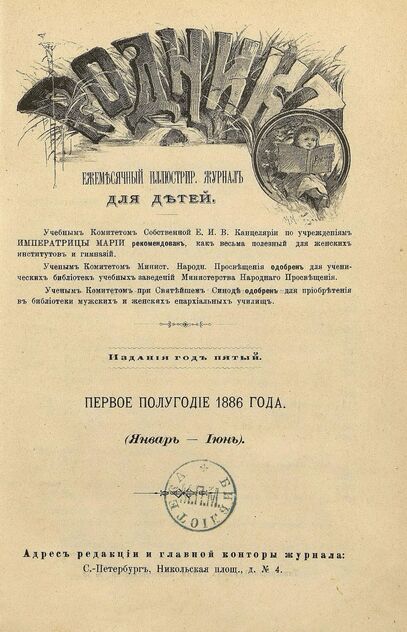 РОДНИКЪ
ЕЖЕМѢСЯЧНЫЙ ИЛЛЮСТРИР. ЖУРНАЛЪ
ДЛЯ ДѢТЕЙ.
Учебнымъ Комитетомъ Собственной Е. И. В. Канцеляріи по учрежденіямъ
ИМПЕРАТРИЦЫ МАРІИ рекомендованъ, какъ весьма полезный для женскихъ
институтовъ и гимназій.
Ученымъ Комитетомъ Минист. Народн. Просвѣщенія одобренъ для учени-
ческихъ библіотекъ учебныхъ заведеній Министерства Народнаго Просвѣщенія.
Ученымъ Комитетомъ при Святѣйшемъ Синодѣ одобренъ для пріобрѣтенія
въ библіотеки мужскихъ и женскихъ епархіальныхъ училищъ.
Изданія годъ пятый.
ПЕРВОЕ ПОЛУГОДІЕ 1886 ГОДА.
(Январь — Іюнь).
БИБЛІОТЕКА
Адресъ редакціи и главной конторы журнала:
С.-Петербургъ, Никольская площ., д. № 4.